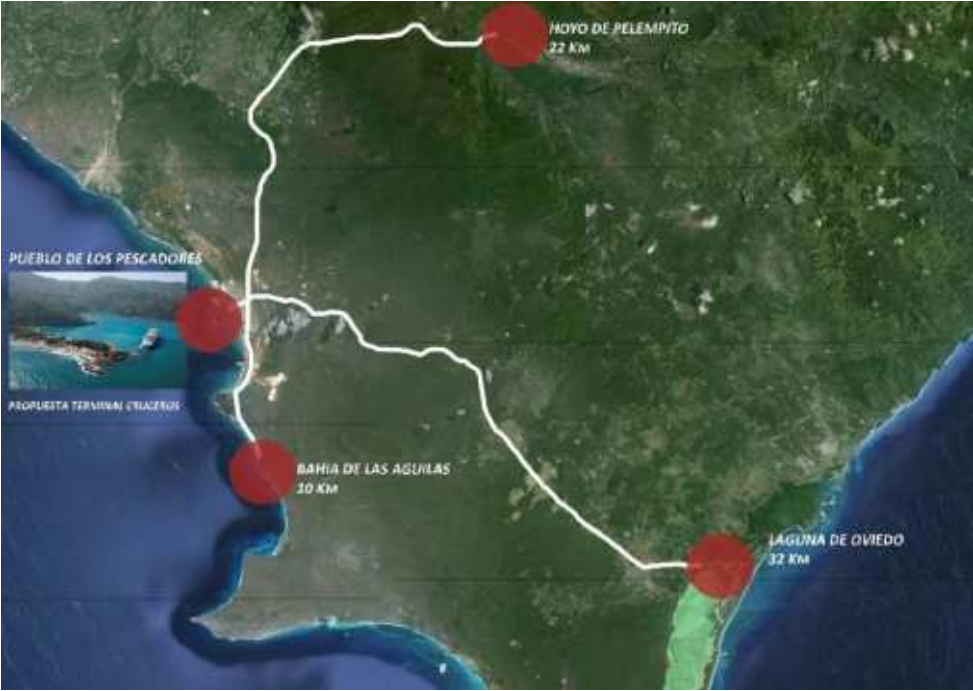 HOYO DE PELEMPITO
22 KM
PUEBLO DE LOS PESCADORES
PROPUESTA TERMINAL CRUCEROS
BAHIA DE LAS AGUILAS
10 KM
LAGUNA DE OVIEDO
32 KM